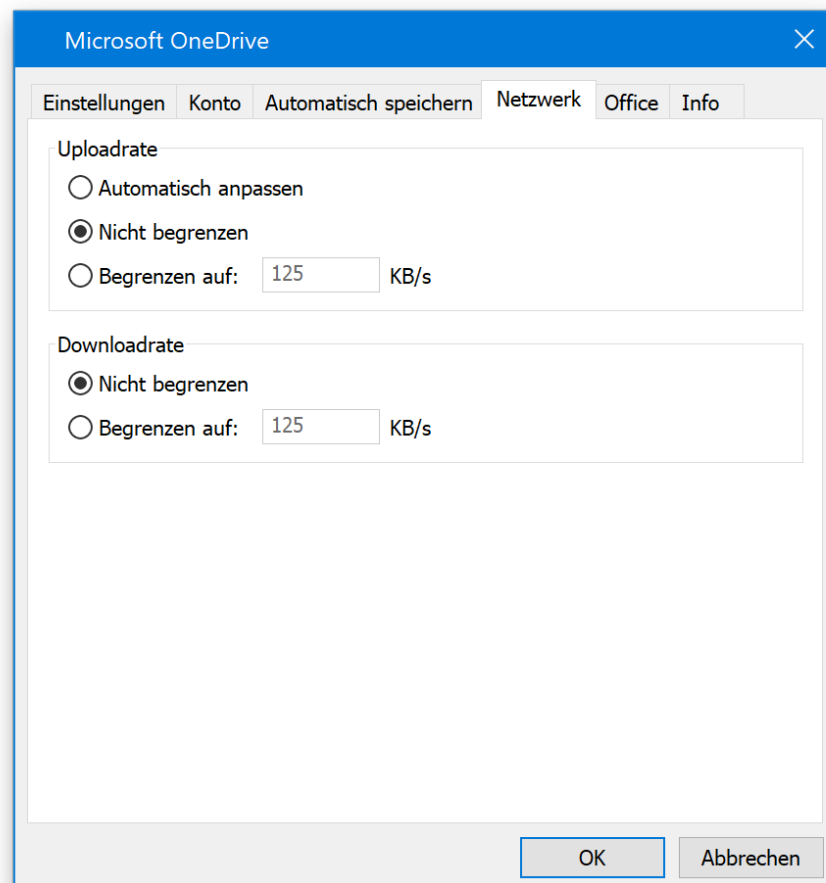 Microsoft OneDrive
Einstellungen Konto Automatisch speichern Netzwerk Office Info
Uploadrate
Automatisch anpassen
Nicht begrenzen
Begrenzen auf: 125 KB/s
Downloadrate
Nicht begrenzen
Begrenzen auf: 125 KB/s
OK Abbrechen